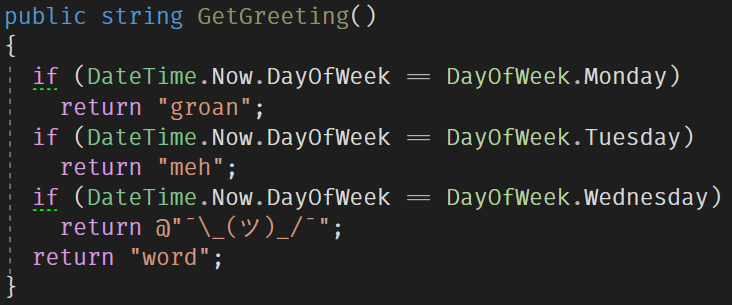 public string GetGreeting()
{
  if (DateTime.Now.DayOfWeek == DayOfWeek.Monday)
    return "groan";
  if (DateTime.Now.DayOfWeek == DayOfWeek.Tuesday)
    return "meh";
  if (DateTime.Now.DayOfWeek == DayOfWeek.Wednesday)
    return @"¯\_(ツ)_/¯";
  return "word";
}